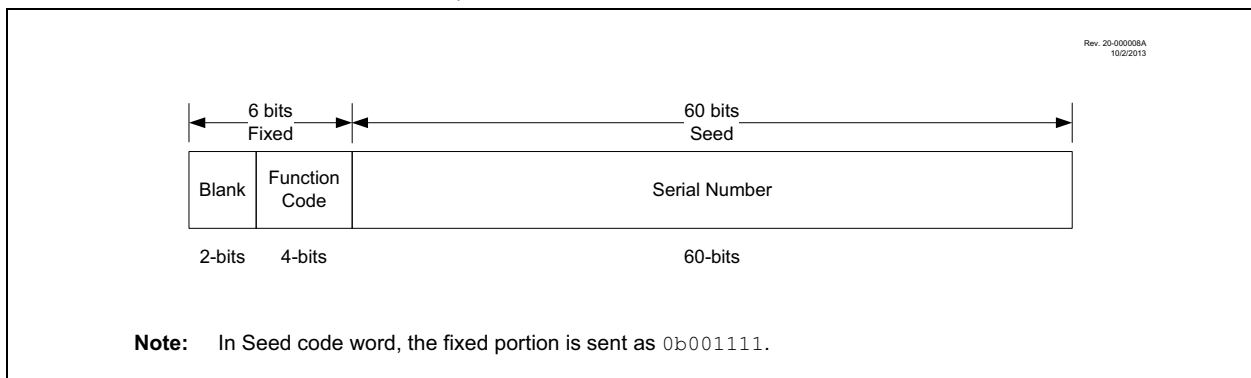 Rev. 20-000008A
10/2/2013
6 bits
Fixed
60 bits
Seed
Blank
Function
Code
Serial Number
2-bits
4-bits
60-bits
Note: In Seed code word, the fixed portion is sent as 0b001111.